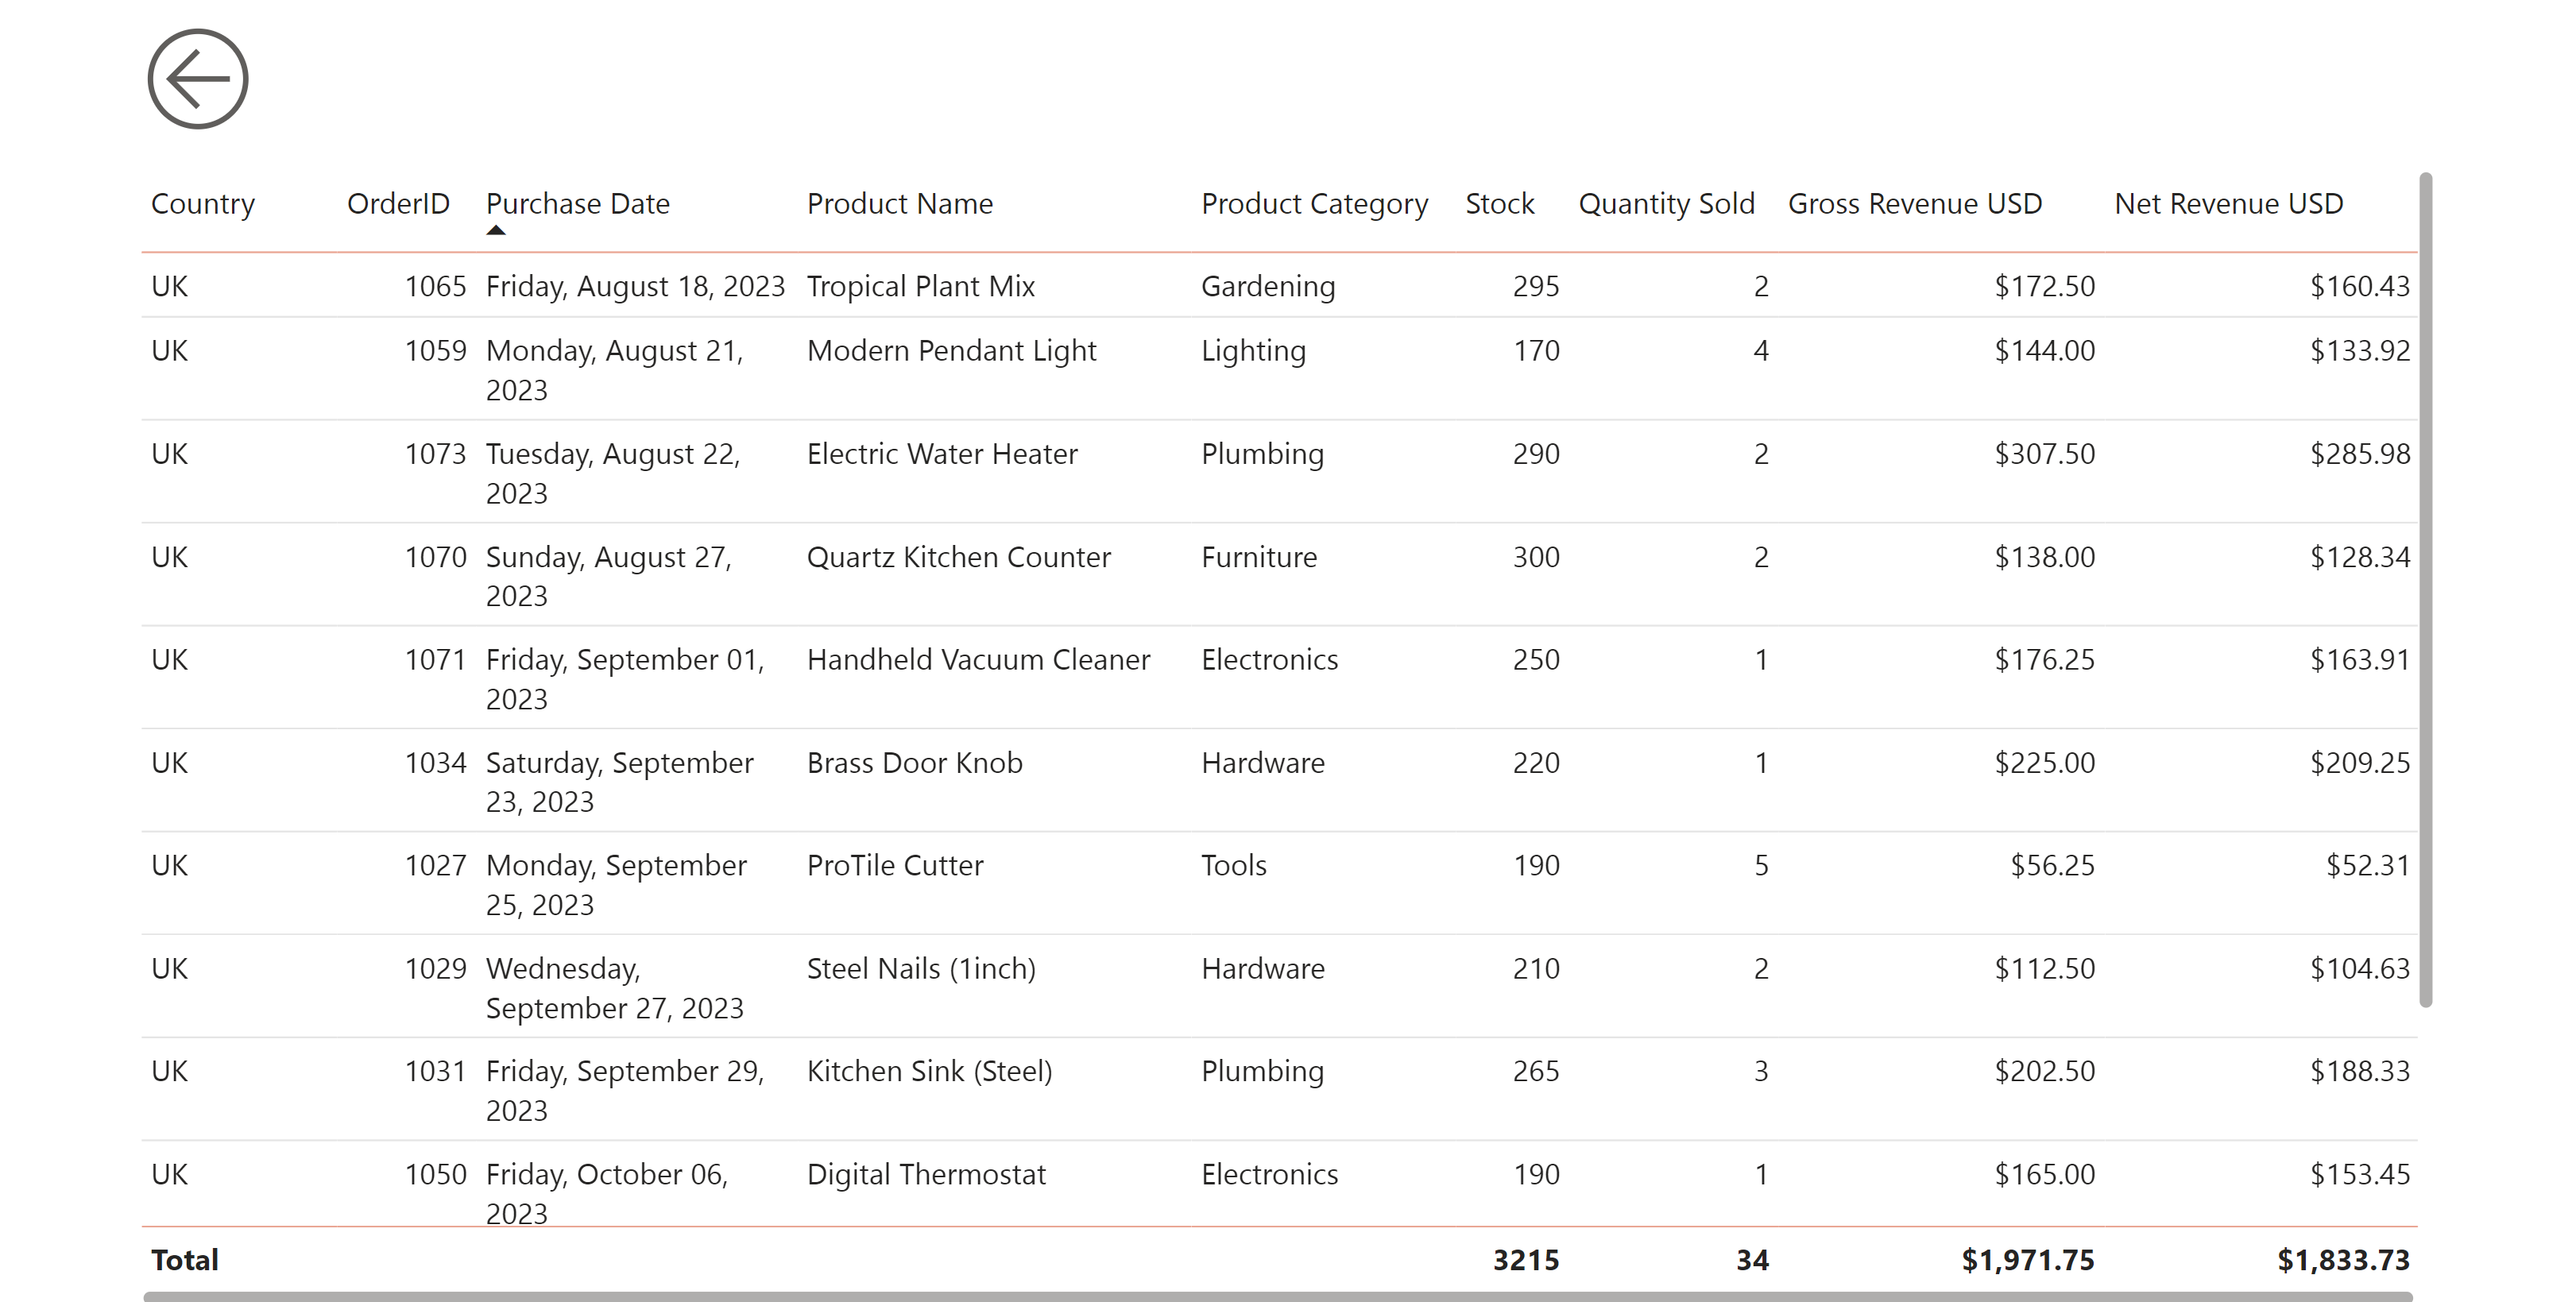 Country OrderID Purchase Date Product Name Product Category Stock Quantity Sold Gross Revenue USD Net Revenue USD
UK 1065 Friday, August 18, 2023 Tropical Plant Mix Gardening 295 2 $172.50 $160.43
UK 1059 Monday, August 21, Modern Pendant Light Lighting 170 4 $144.00 $133.92
2023
UK 1073 Tuesday, August 22, Electric Water Heater Plumbing 290 2 $307.50 $285.98
2023
UK 1070 Sunday, August 27, Quartz Kitchen Counter Furniture 300 2 $138.00 $128.34
2023
UK 1071 Friday, September 01, Handheld Vacuum Cleaner Electronics 250 1 $176.25 $163.91
2023
UK 1034 Saturday, September Brass Door Knob Hardware 220 1 $225.00 $209.25
23, 2023
UK 1027 Monday, September ProTile Cutter Tools 190 5 $56.25 $52.31
25, 2023
UK 1029 Wednesday, Steel Nails (1inch) Hardware 210 2 $112.50 $104.63
September 27, 2023
UK 1031 Friday, September 29, Kitchen Sink (Steel) Plumbing 265 3 $202.50 $188.33
2023
UK 1050 Friday, October 06, Digital Thermostat Electronics 190 1 $165.00 $153.45
2023
Total 3215 34 $1,971.75 $1,833.73